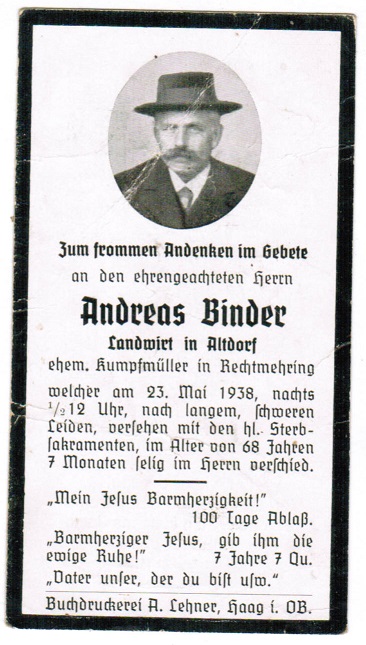 Zum frommen Andenken im Gebete
an den ehrengeachteten Herrn
Andreas Binder
Landwirt in Altdorf
ehem. Kumpfmüller in Rechtmehring
welcher am 23. Mai 1938, nachts
½12 Uhr, nach langem, schweren
Leiden, versehen mit den hl. Sterb-
sakramenten, im Alter von 68 Jahren
7 Monaten selig im Herrn verschied.
„Mein Jesus Barmherzigkeit!"
100 Tage Ablaß.
„Barmherziger Jesus, gib ihm die
ewige Ruhe!" 7 Jahre 7 Qu.
„Vater unser, der du bist usw."
Buchdruckerei A. Lehner, Haag i. OB.